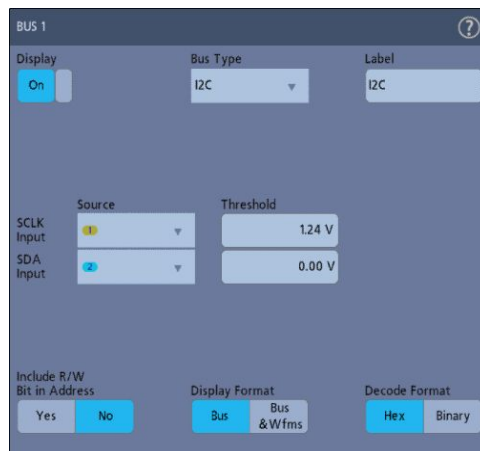 BUS 1
?
Display
Bus Type
Label
On
I2C
I2C
Source
Threshold
SCLK
Input
1
1.24 V
SDA
Input
2
0.00 V
Include R/W
Bit in Address
Display Format
Decode Format
Yes
No
Bus
Bus
&Wfms
Hex
Binary